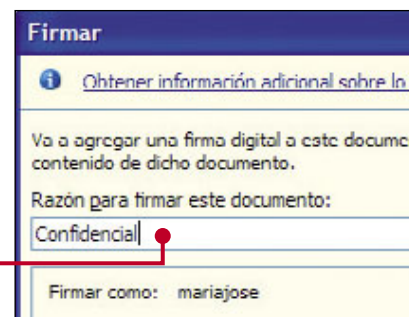 Firmar
Obtener información adicional sobre lo
Va a agregar una firma digital a este docume
contenido de dicho documento.
Razón para firmar este documento:
Confidencial
Firmar como: mariajose